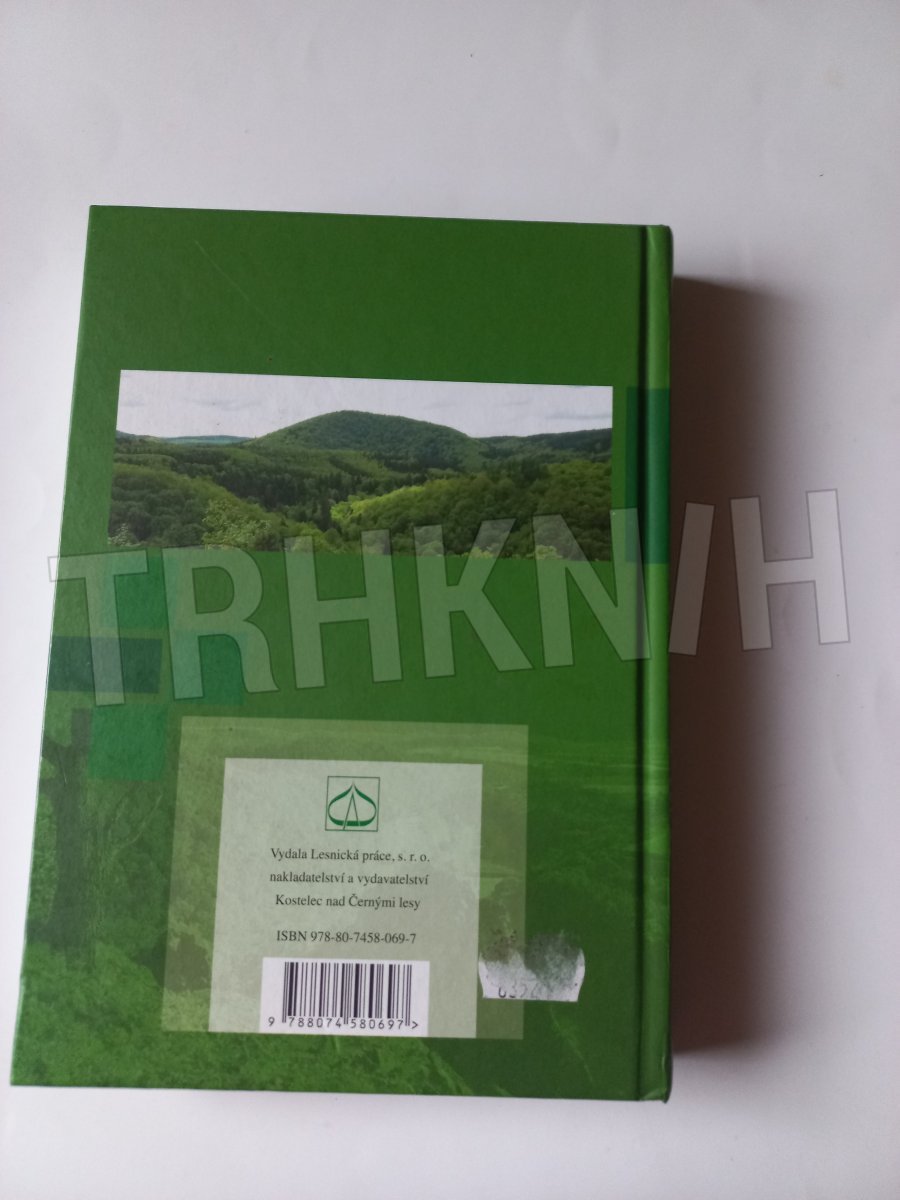 TRHKNIH
Vydala Lesnická práce, s. r. o.
nakladatelství a vydavatelství
Kostelec nad Černými lesy
ISBN 978-80-7458-069-7
9 788074 580697 >